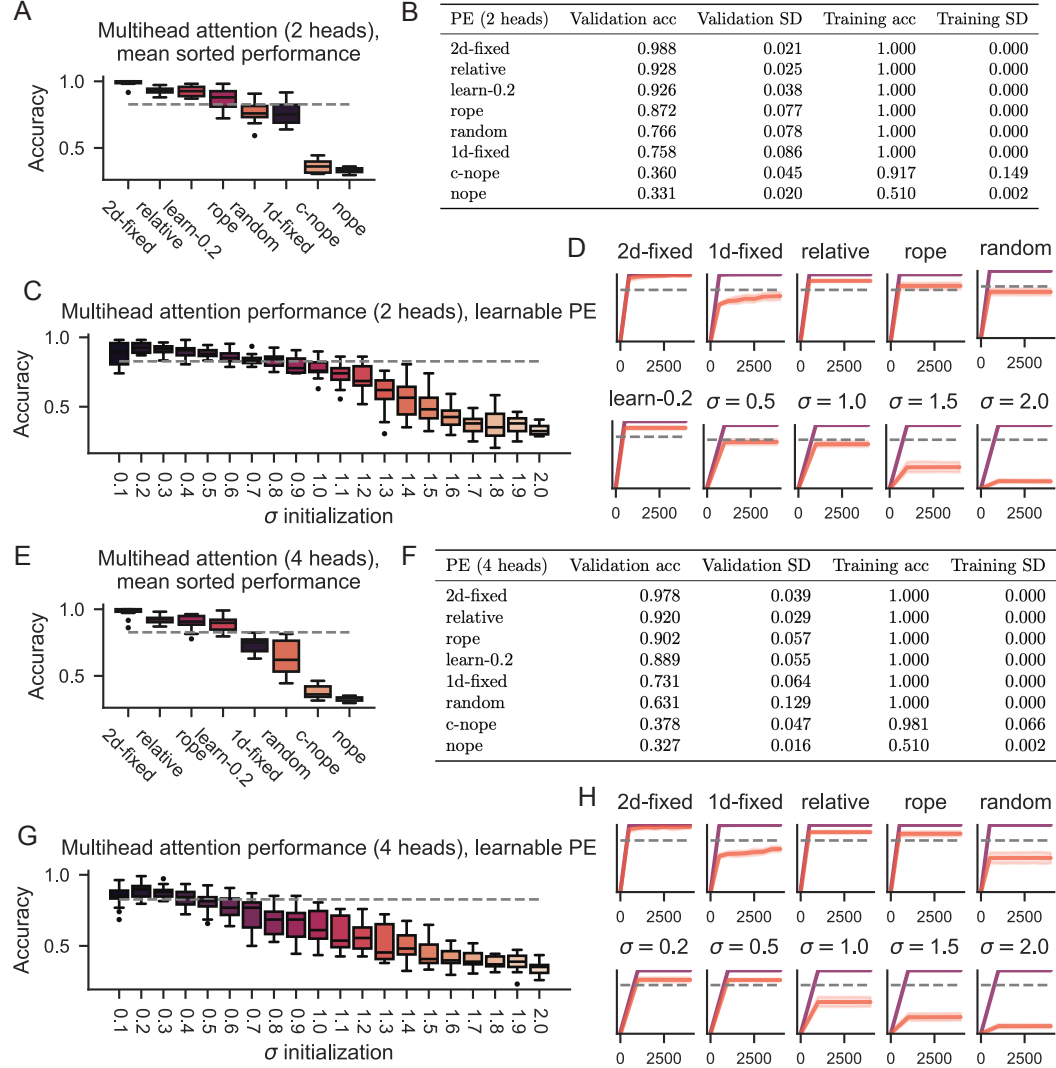 A
Multihead attention (2 heads),
mean sorted performance
Accuracy
1.0
0.5
2d-fixed
relative
learn-0.2
rope
random
1d-fixed
c-nope
nope
B
PE (2 heads) Validation acc Validation SD Training acc Training SD
2d-fixed 0.988 0.021 1.000 0.000
relative 0.928 0.025 1.000 0.000
learn-0.2 0.926 0.038 1.000 0.000
rope 0.872 0.077 1.000 0.000
random 0.766 0.078 1.000 0.000
1d-fixed 0.758 0.086 1.000 0.000
c-nope 0.360 0.045 0.917 0.149
nope 0.331 0.020 0.510 0.002
C
Multihead attention performance (2 heads), learnable PE
Accuracy
1.0
0.5
0.1 0.2 0.3 0.4 0.5 0.6 0.7 0.8 0.9 1.0 1.1 1.2 1.3 1.4 1.5 1.6 1.7 1.8 1.9 2.0
σ initialization
D
2d-fixed 1d-fixed relative rope random
0 2500 0 2500 0 2500 0 2500 0 2500
learn-0.2 σ = 0.5 σ = 1.0 σ = 1.5 σ = 2.0
0 2500 0 2500 0 2500 0 2500 0 2500
E
Multihead attention (4 heads),
mean sorted performance
Accuracy
1.0
0.5
2d-fixed
relative
rope
learn-0.2
1d-fixed
random
c-nope
nope
F
PE (4 heads) Validation acc Validation SD Training acc Training SD
2d-fixed 0.978 0.039 1.000 0.000
relative 0.920 0.029 1.000 0.000
rope 0.902 0.057 1.000 0.000
learn-0.2 0.889 0.055 1.000 0.000
1d-fixed 0.731 0.064 1.000 0.000
random 0.631 0.129 1.000 0.000
c-nope 0.378 0.047 0.981 0.066
nope 0.327 0.016 0.510 0.002
G
Multihead attention performance (4 heads), learnable PE
Accuracy
1.0
0.5
0.1 0.2 0.3 0.4 0.5 0.6 0.7 0.8 0.9 1.0 1.1 1.2 1.3 1.4 1.5 1.6 1.7 1.8 1.9 2.0
σ initialization
H
2d-fixed 1d-fixed relative rope random
0 2500 0 2500 0 2500 0 2500 0 2500
σ = 0.2 σ = 0.5 σ = 1.0 σ = 1.5 σ = 2.0
0 2500 0 2500 0 2500 0 2500 0 2500